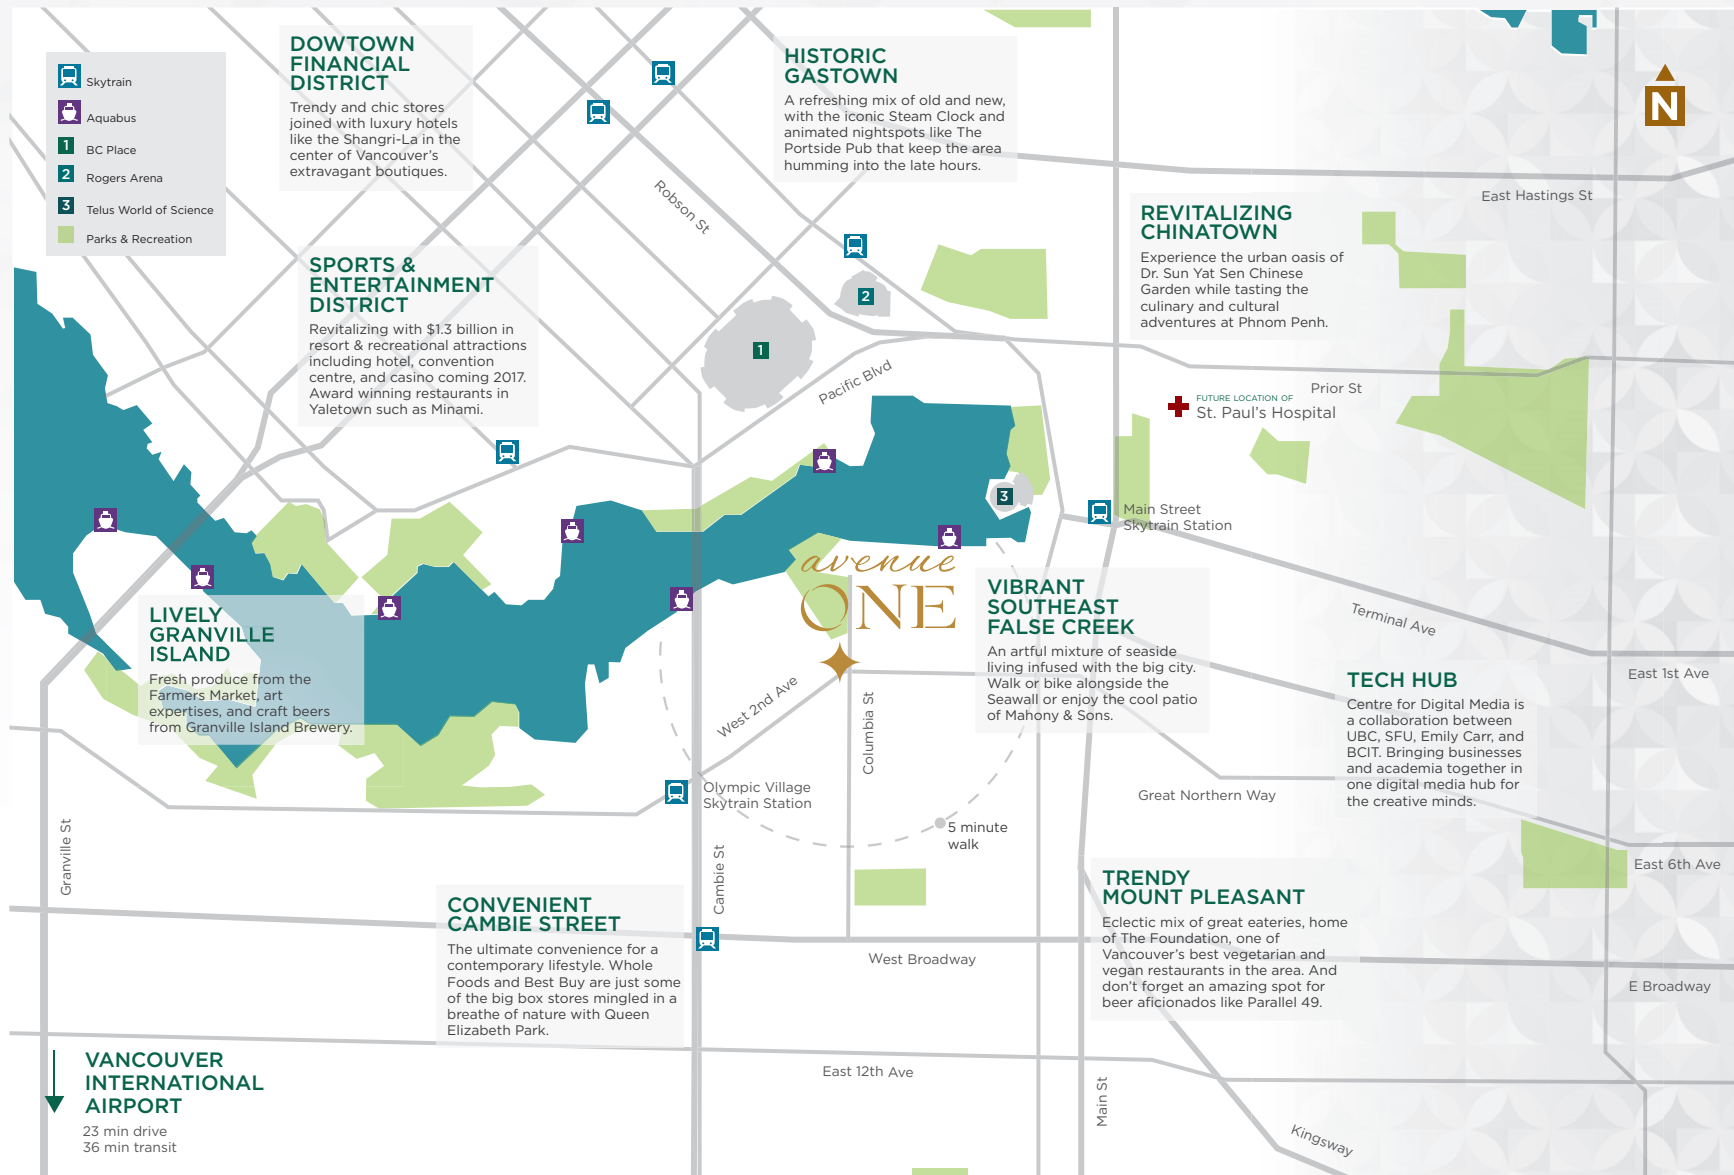 Skytrain
Aquabus
1 BC Place
2 Rogers Arena
3 Telus World of Science
Parks & Recreation
DOWTOWN
FINANCIAL
DISTRICT
Trendy and chic stores
joined with luxury hotels
like the Shangri-La in the
center of Vancouver's
extravagant boutiques.
HISTORIC
GASTOWN
A refreshing mix of old and new,
with the iconic Steam Clock and
animated nightspots like The
Portside Pub that keep the area
humming into the late hours.
N
East Hastings St
Robson St
REVITALIZING
CHINATOWN
Experience the urban oasis of
Dr. Sun Yat Sen Chinese
Garden while tasting the
culinary and cultural
adventures at Phnom Penh.
SPORTS &
ENTERTAINMENT
DISTRICT
Revitalizing with $1.3 billion in
resort & recreational attractions
including hotel, convention
centre, and casino coming 2017.
Award winning restaurants in
Yaletown such as Minami.
2
1
Pacific Blvd
Prior St
FUTURE LOCATION OF
St. Paul's Hospital
3
Main Street
Skytrain Station
avenue
ONE
VIBRANT
SOUTHEAST
FALSE CREEK
An artful mixture of seaside
living infused with the big city.
Walk or bike alongside the
Seawall or enjoy the cool patio
of Mahony & Sons.
LIVELY
GRANVILLE
ISLAND
Fresh produce from the
Farmers Market, art
expertises, and craft beers
from Granville Island Brewery.
Terminal Ave
East 1st Ave
TECH HUB
Centre for Digital Media is
a collaboration between
UBC, SFU, Emily Carr, and
BCIT. Bringing businesses
and academia together in
one digital media hub for
the creative minds.
West 2nd Ave
Columbia St
Olympic Village
Skytrain Station
Great Northern Way
5 minute
walk
Granville St
Cambie St
East 6th Ave
CONVENIENT
CAMBIE STREET
The ultimate convenience for a
contemporary lifestyle. Whole
Foods and Best Buy are just some
of the big box stores mingled in a
breathe of nature with Queen
Elizabeth Park.
TRENDY
MOUNT PLEASANT
Eclectic mix of great eateries, home
of The Foundation, one of
Vancouver's best vegetarian and
vegan restaurants in the area. And
don't forget an amazing spot for
beer aficionados like Parallel 49.
West Broadway
E Broadway
VANCOUVER
INTERNATIONAL
AIRPORT
23 min drive
36 min transit
East 12th Ave
Main St
Kingsway